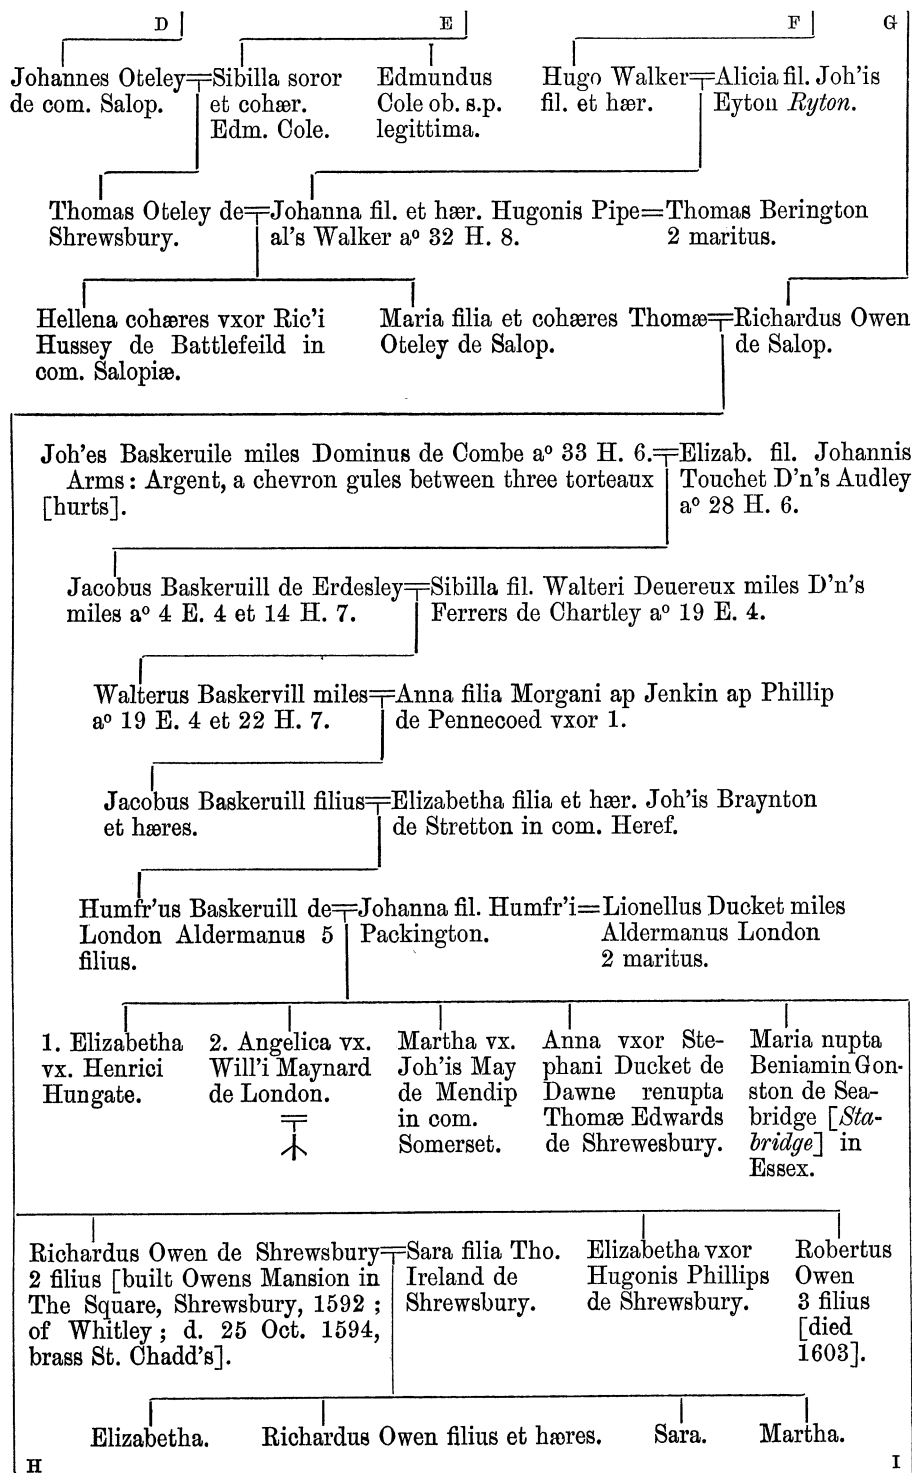 D E F G
Johannes Oteley=Sibilla soror Edmundus Hugo Walker=Alicia fil. Joh'is
de com. Salop. et cohær. Cole ob. s.p. fil. et hær. Eyton Ryton.
Edm. Cole. legittima.
Thomas Oteley de=Johanna fil. et hær. Hugonis Pipe=Thomas Berington
Shrewsbury. al's Walker aº 32 H. 8. 2 maritus.
Hellena cohæres vxor Ric'i Maria filia et cohæres Thomæ=Richardus Owen
Hussey de Battlefeild in Oteley de Salop. de Salop.
com. Salopiæ.
Joh'es Baskeruile miles Dominus de Combe aº 33 H. 6.=Elizab. fil. Johannis
Arms: Argent, a chevron gules between three torteaux Touchet D'n's Audley
[hurts]. aº 28 H. 6.
Jacobus Baskeruill de Erdesley=Sibilla fil. Walteri Deuereux miles D'n's
miles aº 4 E. 4 et 14 H. 7. Ferrers de Chartley aº 19 E. 4.
Walterus Baskervill miles=Anna filia Morgani ap Jenkin ap Phillip
aº 19 E. 4 et 22 H. 7. de Pennecoed vxor 1.
Jacobus Baskeruill filius=Elizabetha filia et hær. Joh'is Braynton
et hæres. de Stretton in com. Heref.
Humfr'us Baskeruill de=Johanna fil. Humfr'i=Lionellus Ducket miles
London Aldermanus 5 Packington. Aldermanus London
filius. 2 maritus.
1. Elizabetha 2. Angelica vx. Martha vx. Anna vxor Ste- Maria nupta
vx. Henrici Will'i Maynard Joh'is May phani Ducket de Beniamin Gon-
Hungate. de London. de Mendip Dawne renupta ston de Sea-
in com. Thomæ Edwards bridge [Sta-
Somerset. de Shrewesbury. bridge] in
Essex.
Richardus Owen de Shrewsbury=Sara filia Tho. Elizabetha vxor Robertus
2 filius [built Owens Mansion in Ireland de Hugonis Phillips Owen
The Square, Shrewsbury, 1592 ; Shrewsbury. de Shrewsbury. 3 filius
of Whitley ; d. 25 Oct. 1594, [died
brass St. Chadd's]. 1603].
Elizabetha. Richardus Owen filius et hæres. Sara. Martha.
H I